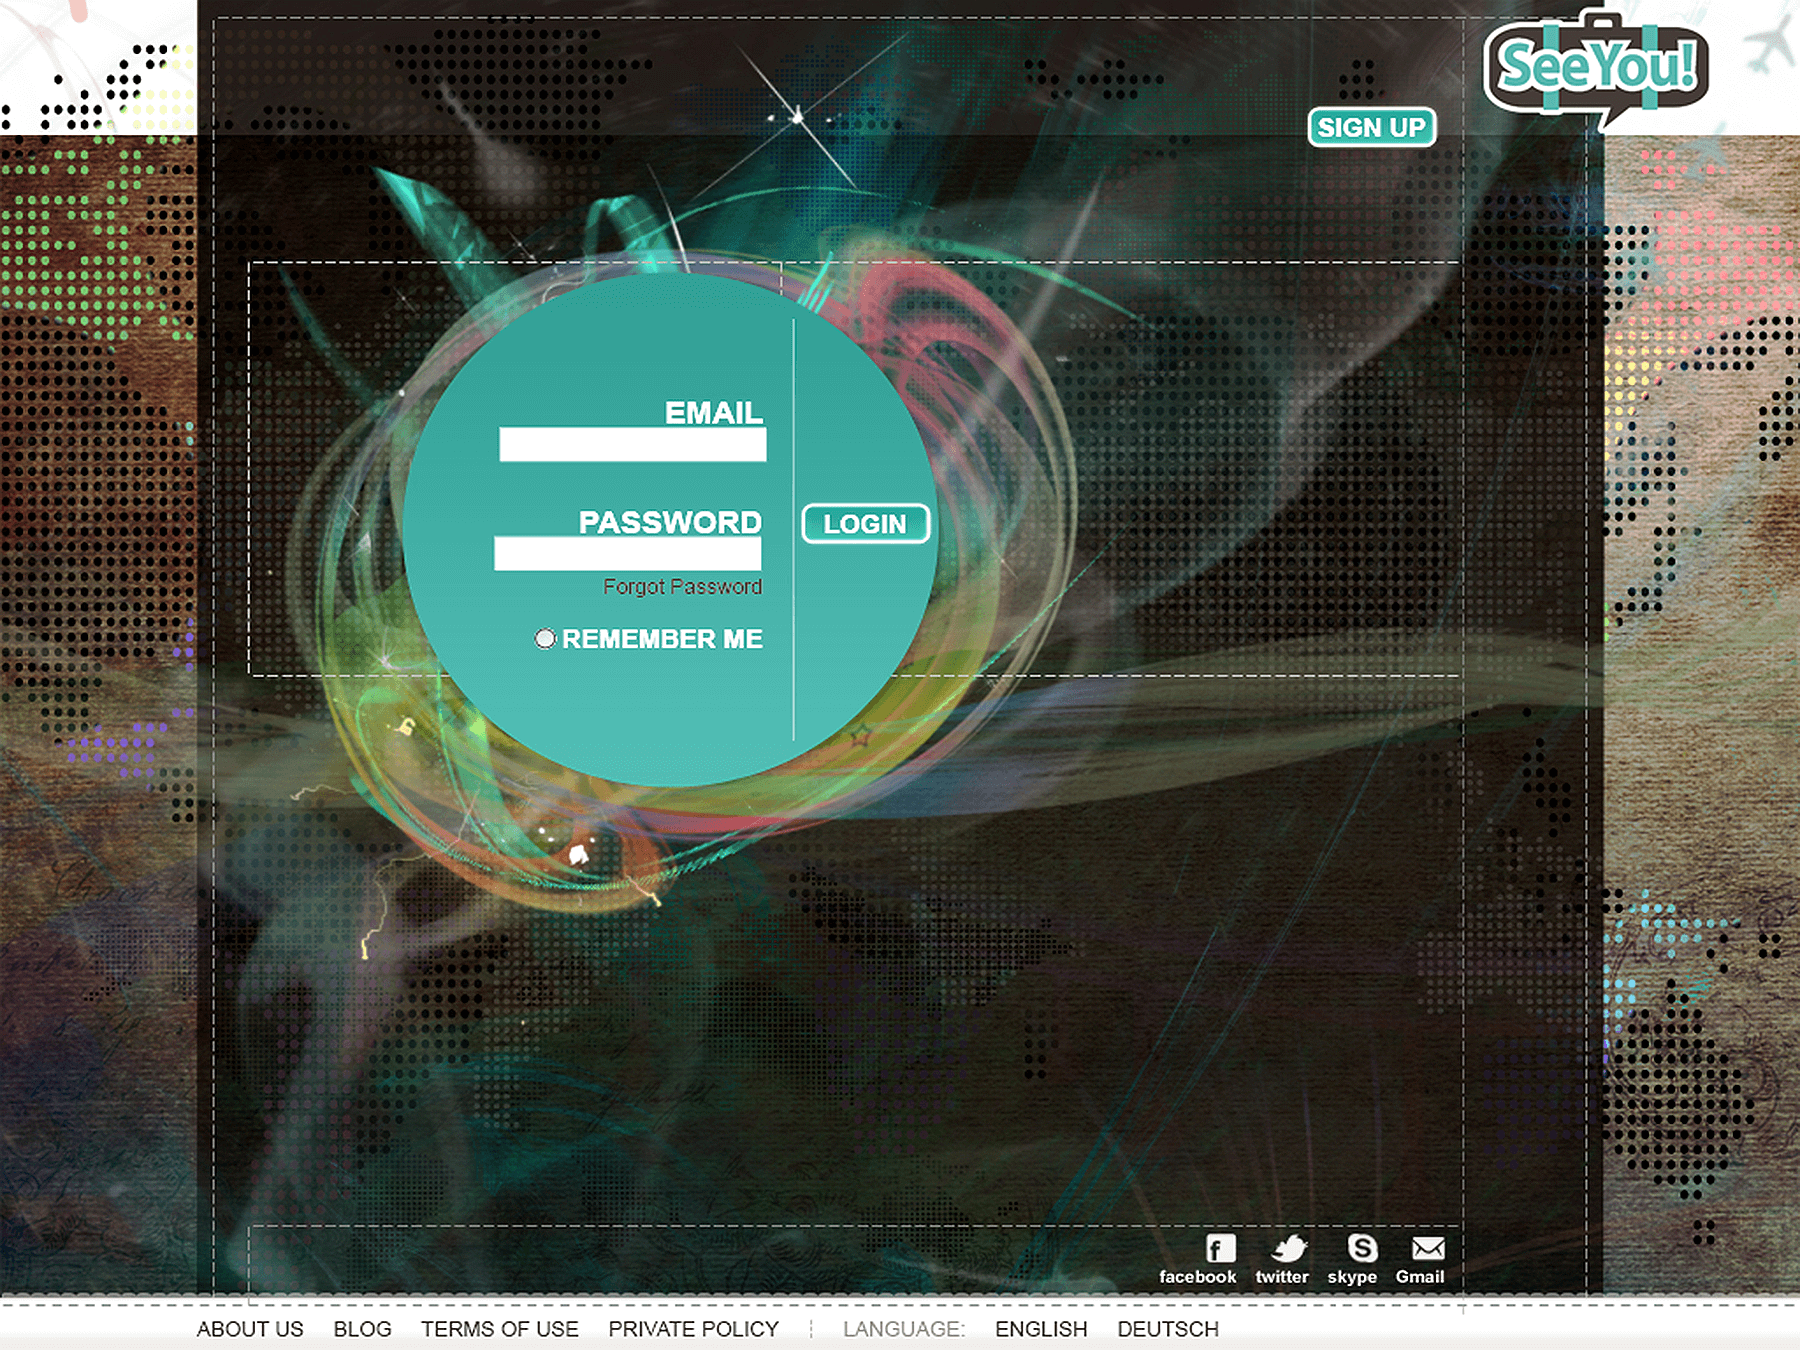 SeeYou!
SIGN UP
EMAIL
PASSWORD
LOGIN
Forgot Password
REMEMBER ME
facebook twitter skype Gmail
ABOUT US BLOG TERMS OF USE PRIVATE POLICY LANGUAGE: ENGLISH DEUTSCH